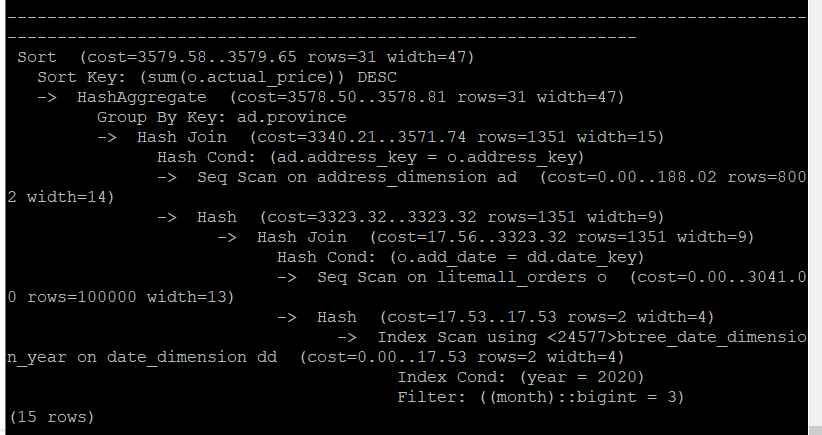 --------------------------------------------------------------------------------
---------------------------------------------------------------
Sort  (cost=3579.58..3579.65 rows=31 width=47)
Sort Key: (sum(o.actual_price)) DESC
->  HashAggregate  (cost=3578.50..3578.81 rows=31 width=47)
Group By Key: ad.province
->  Hash Join  (cost=3340.21..3571.74 rows=1351 width=15)
Hash Cond: (ad.address_key = o.address_key)
->  Seq Scan on address_dimension ad  (cost=0.00..188.02 rows=800
2 width=14)
->  Hash  (cost=3323.32..3323.32 rows=1351 width=9)
->  Hash Join  (cost=17.56..3323.32 rows=1351 width=9)
Hash Cond: (o.add_date = dd.date_key)
->  Seq Scan on litemall_orders o  (cost=0.00..3041.0
0 rows=100000 width=13)
->  Hash  (cost=17.53..17.53 rows=2 width=4)
->  Index Scan using <24577>btree_date_dimensio
n_year on date_dimension dd  (cost=0.00..17.53 rows=2 width=4)
Index Cond: (year = 2020)
Filter: ((month)::bigint = 3)
(15 rows)